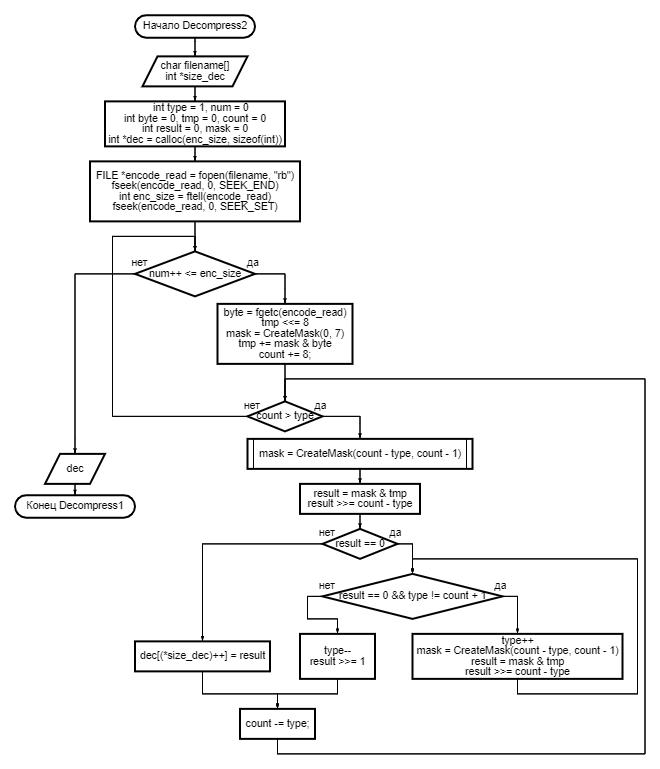 Начало Decompress2
char filename[]
int *size_dec
int type = 1, num = 0
int byte = 0, tmp = 0, count = 0
int result = 0, mask = 0
int *dec = calloc(enc_size, sizeof(int))
FILE *encode_read = fopen(filename, "rb")
fseek(encode_read, 0, SEEK_END)
int enc_size = ftell(encode_read)
fseek(encode_read, 0, SEEK_SET)
нет
да
num++ <= enc_size
byte = fgetc(encode_read)
tmp <<= 8
mask = CreateMask(0, 7)
tmp += mask & byte
count += 8;
нет
да
count > type
mask = CreateMask(count - type, count - 1)
dec
Конец Decompress1
result = mask & tmp
result >>= count - type
нет
да
result == 0
нет
да
result == 0 && type != count + 1
dec[(*size_dec)++] = result
type--
result >>= 1
type++
mask = CreateMask(count - type, count - 1)
result = mask & tmp
result >>= count - type
count -= type;